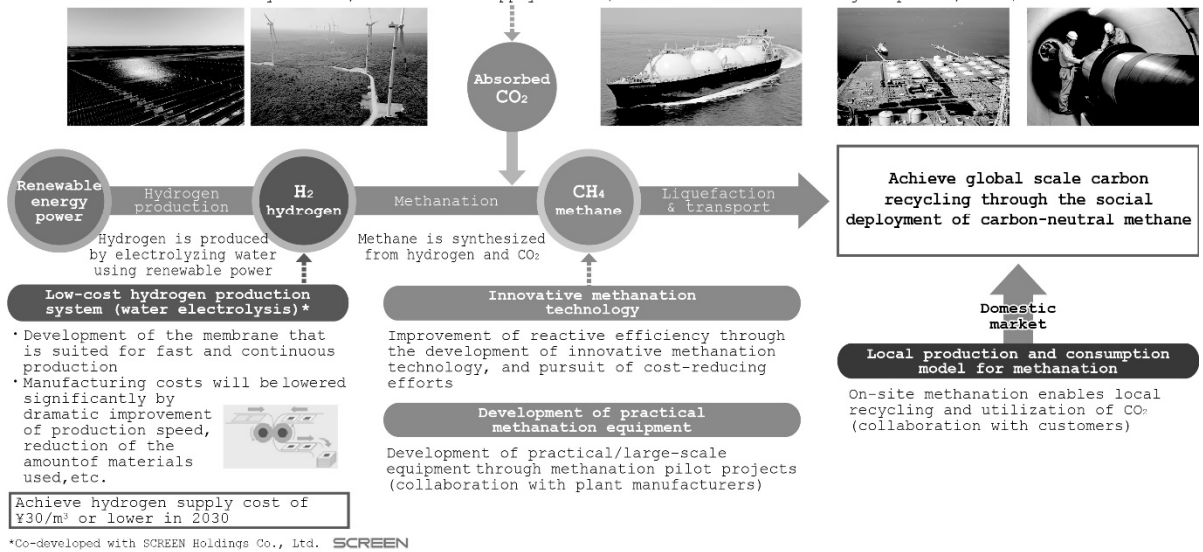 Absorbed
CO₂
Renewable
energy
power
Hydrogen
production
H₂
hydrogen
Methanation
CH₄
methane
Liquefaction
& transport
Achieve global scale carbon
recycling through the social
deployment of carbon-neutral methane
Hydrogen is produced
by electrolyzing water
using renewable power
Methane is synthesized
from hydrogen and CO₂
Low-cost hydrogen production
system (water electrolysis)*
・Development of the membrane that
is suited for fast and continuous
production
・Manufacturing costs will be lowered
significantly by
dramatic improvement
of production speed,
reduction of the
amountof materials
used,etc.
Achieve hydrogen supply cost of
¥30/m³ or lower in 2030
*Co-developed with SCREEN Holdings Co., Ltd. SCREEN
Innovative methanation
technology
Improvement of reactive efficiency through
the development of innovative methanation
technology, and pursuit of cost-reducing
efforts
Development of practical
methanation equipment
Development of practical/large-scale
equipment through methanation pilot projects
(collaboration with plant manufacturers)
Domestic
market
Local production and consumption
model for methanation
On-site methanation enables local
recycling and utilization of CO₂
(collaboration with customers)